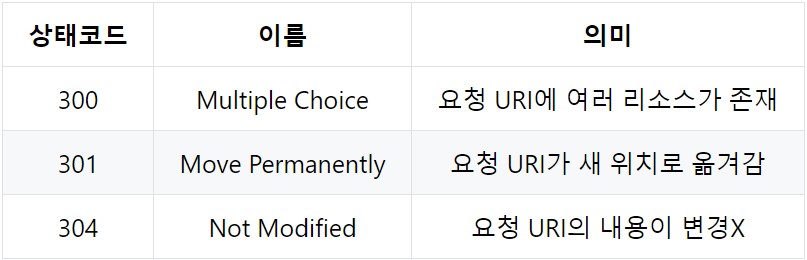 상태코드 이름 의미
300 Multiple Choice 요청 URI에 여러 리소스가 존재
301 Move Permanently 요청 URI가 새 위치로 옮겨감
304 Not Modified 요청 URI의 내용이 변경X